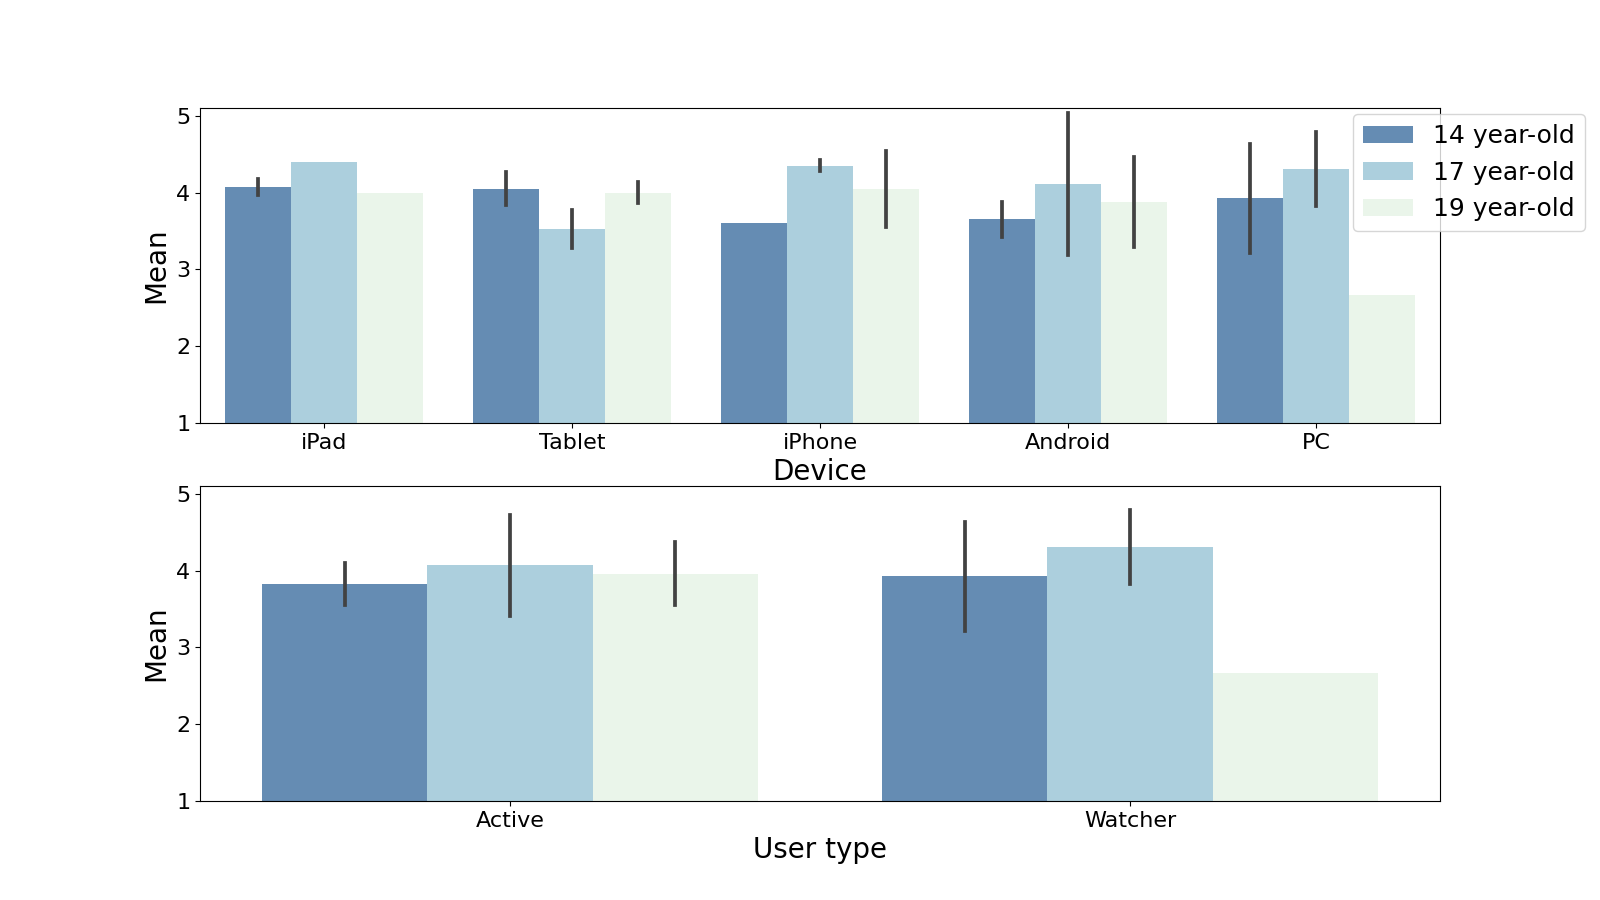 5
4
3
2
1
Mean
iPad Tablet iPhone Android PC
Device
14 year-old
17 year-old
19 year-old
5
4
3
2
1
Mean
Active Watcher
User type